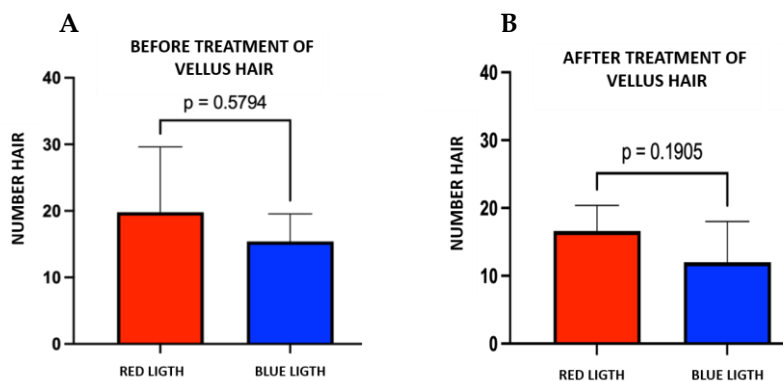 A
BEFORE TREATMENT OF
VELLUS HAIR
p = 0.5794
NUMBER HAIR
40
30
20
10
0
RED LIGTH
BLUE LIGTH
B
AFFTER TREATMENT OF
VELLUS HAIR
p = 0.1905
NUMBER HAIR
40
30
20
10
0
RED LIGTH
BLUE LIGTH